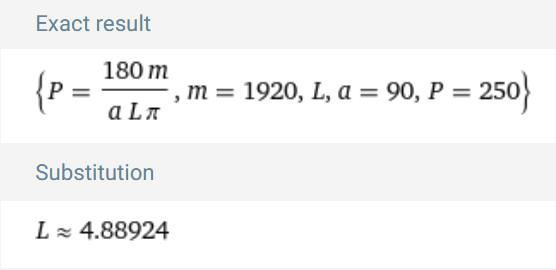 Exact result
{P = 180 m / a L π, m = 1920, L, a = 90, P = 250}
Substitution
L ≈ 4.88924